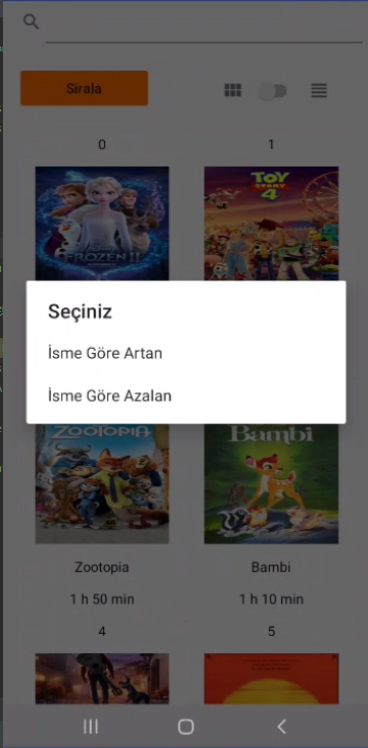 Sırala
0
1
FROZEN II
TOY
STORY
4
Seçiniz
İsme Göre Artan
İsme Göre Azalan
ZOOTOPIA
Bambi
Zootopia
Bambi
1 h 50 min
1 h 10 min
4
5